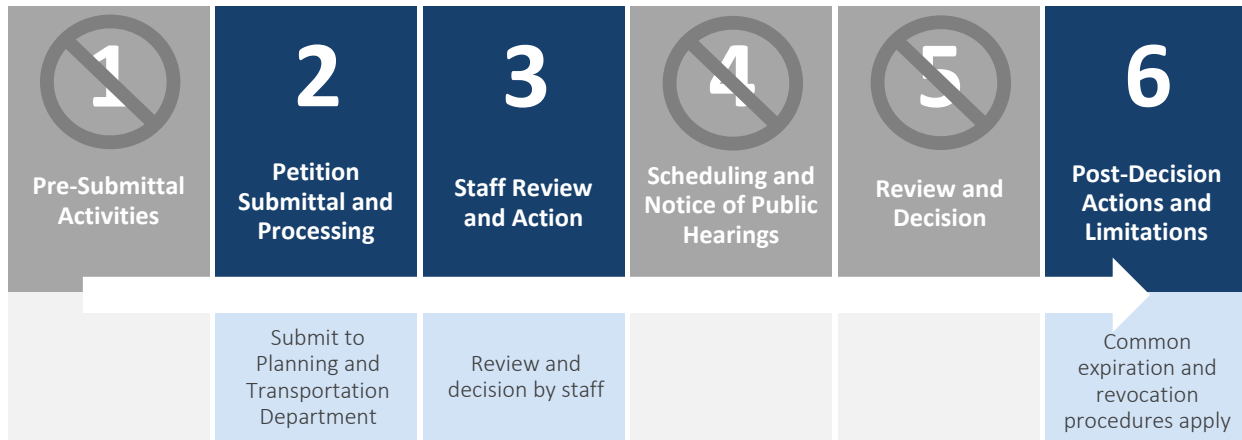 1
Pre-Submittal
Activities
2
Petition
Submittal and
Processing
Submit to
Planning and
Transportation
Department
3
Staff Review
and Action
Review and
decision by staff
4
Scheduling and
Notice of Public
Hearings
5
Review and
Decision
6
Post-Decision
Actions and
Limitations
Common
expiration and
revocation
procedures apply